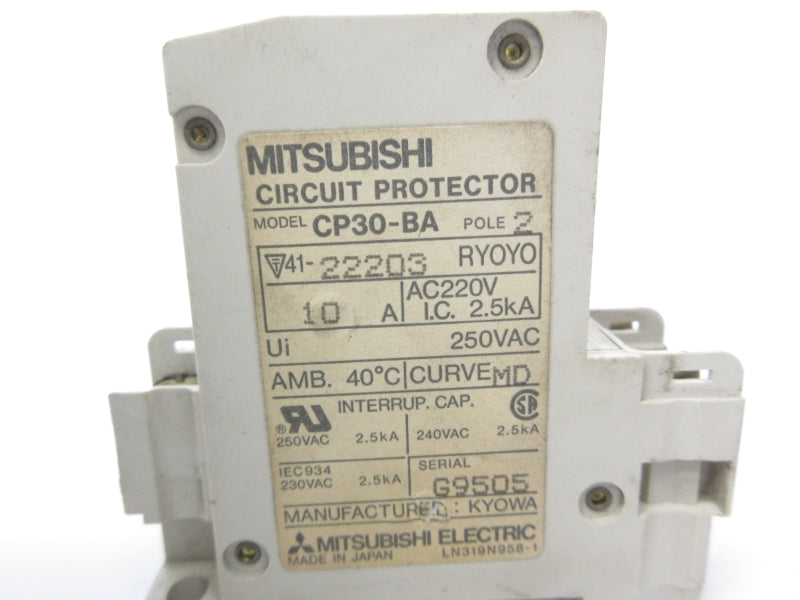 MITSUBISHI
CIRCUIT PROTECTOR
MODEL CP30-BA POLE 2
41-22203 RYOYO
10 A AC220V
I.C. 2.5kA
Ui 250VAC
AMB. 40°C CURVE MD
INTERRUP. CAP.
250VAC 2.5kA 240VAC 2.5kA
IEC934
230VAC 2.5kA
SERIAL
G9505
MANUFACTURED: KYOWA
MITSUBISHI ELECTRIC
MADE IN JAPAN LN319N958-1